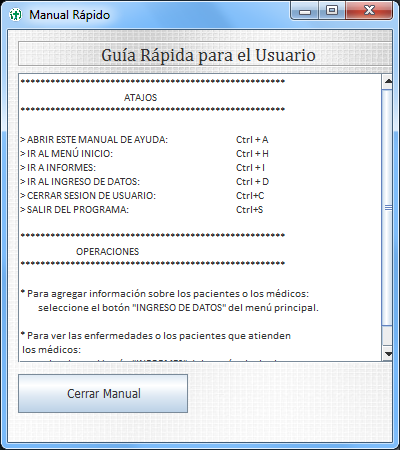 Manual Rápido
Guía Rápida para el Usuario
******************************************************
ATAJOS
******************************************************
> ABRIR ESTE MANUAL DE AYUDA: Ctrl + A
> IR AL MENÚ INICIO: Ctrl + H
> IR A INFORMES: Ctrl + I
> IR AL INGRESO DE DATOS: Ctrl + D
> CERRAR SESION DE USUARIO: Ctrl+C
> SALIR DEL PROGRAMA: Ctrl+S
******************************************************
OPERACIONES
******************************************************
* Para agregar información sobre los pacientes o los médicos:
seleccione el botón "INGRESO DE DATOS" del menú principal.
* Para ver las enfermedades o los pacientes que atienden
los médicos:
Cerrar Manual